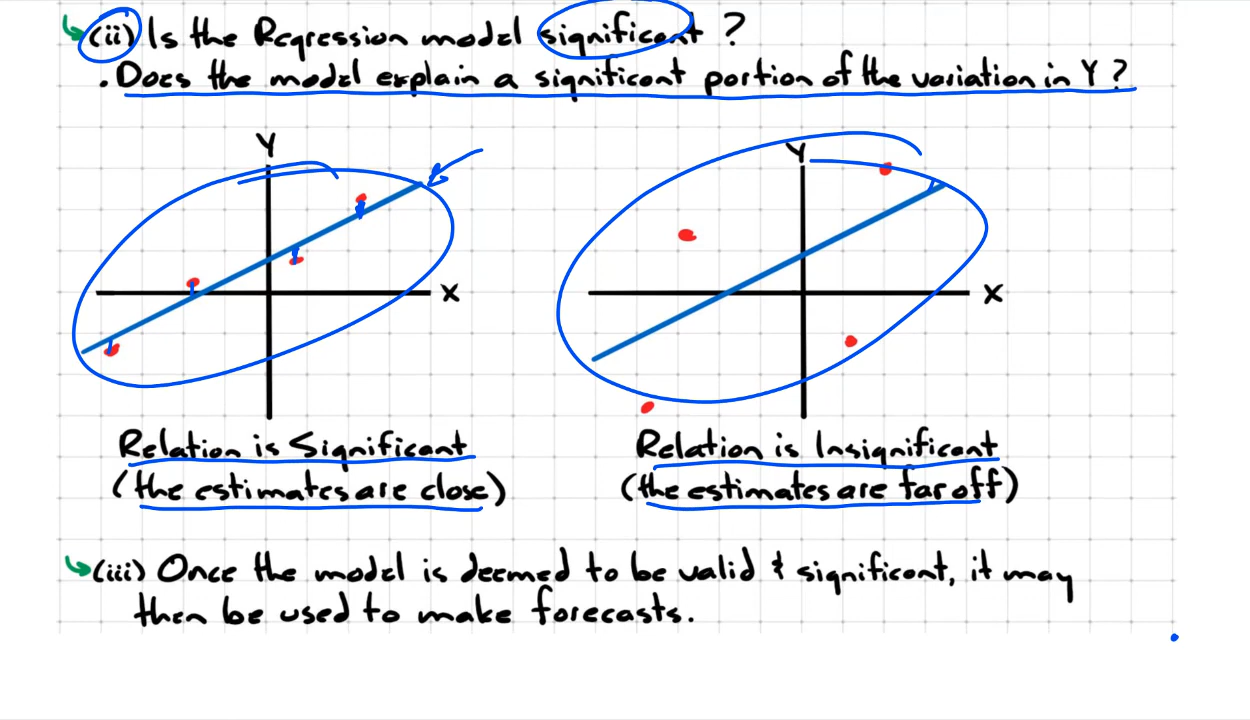 (ii) Is the Regression model significant ?
. Does the model explain a significant portion of the variation in Y ?
Y
X
Y
X
Relation is Significant
(the estimates are close)
Relation is Insignificant
(the estimates are far off)
(iii) Once the model is deemed to be valid & significant, it may
then be used to make forecasts.